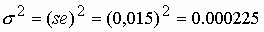 σ² = (se)² = (0,015)² = 0.000225